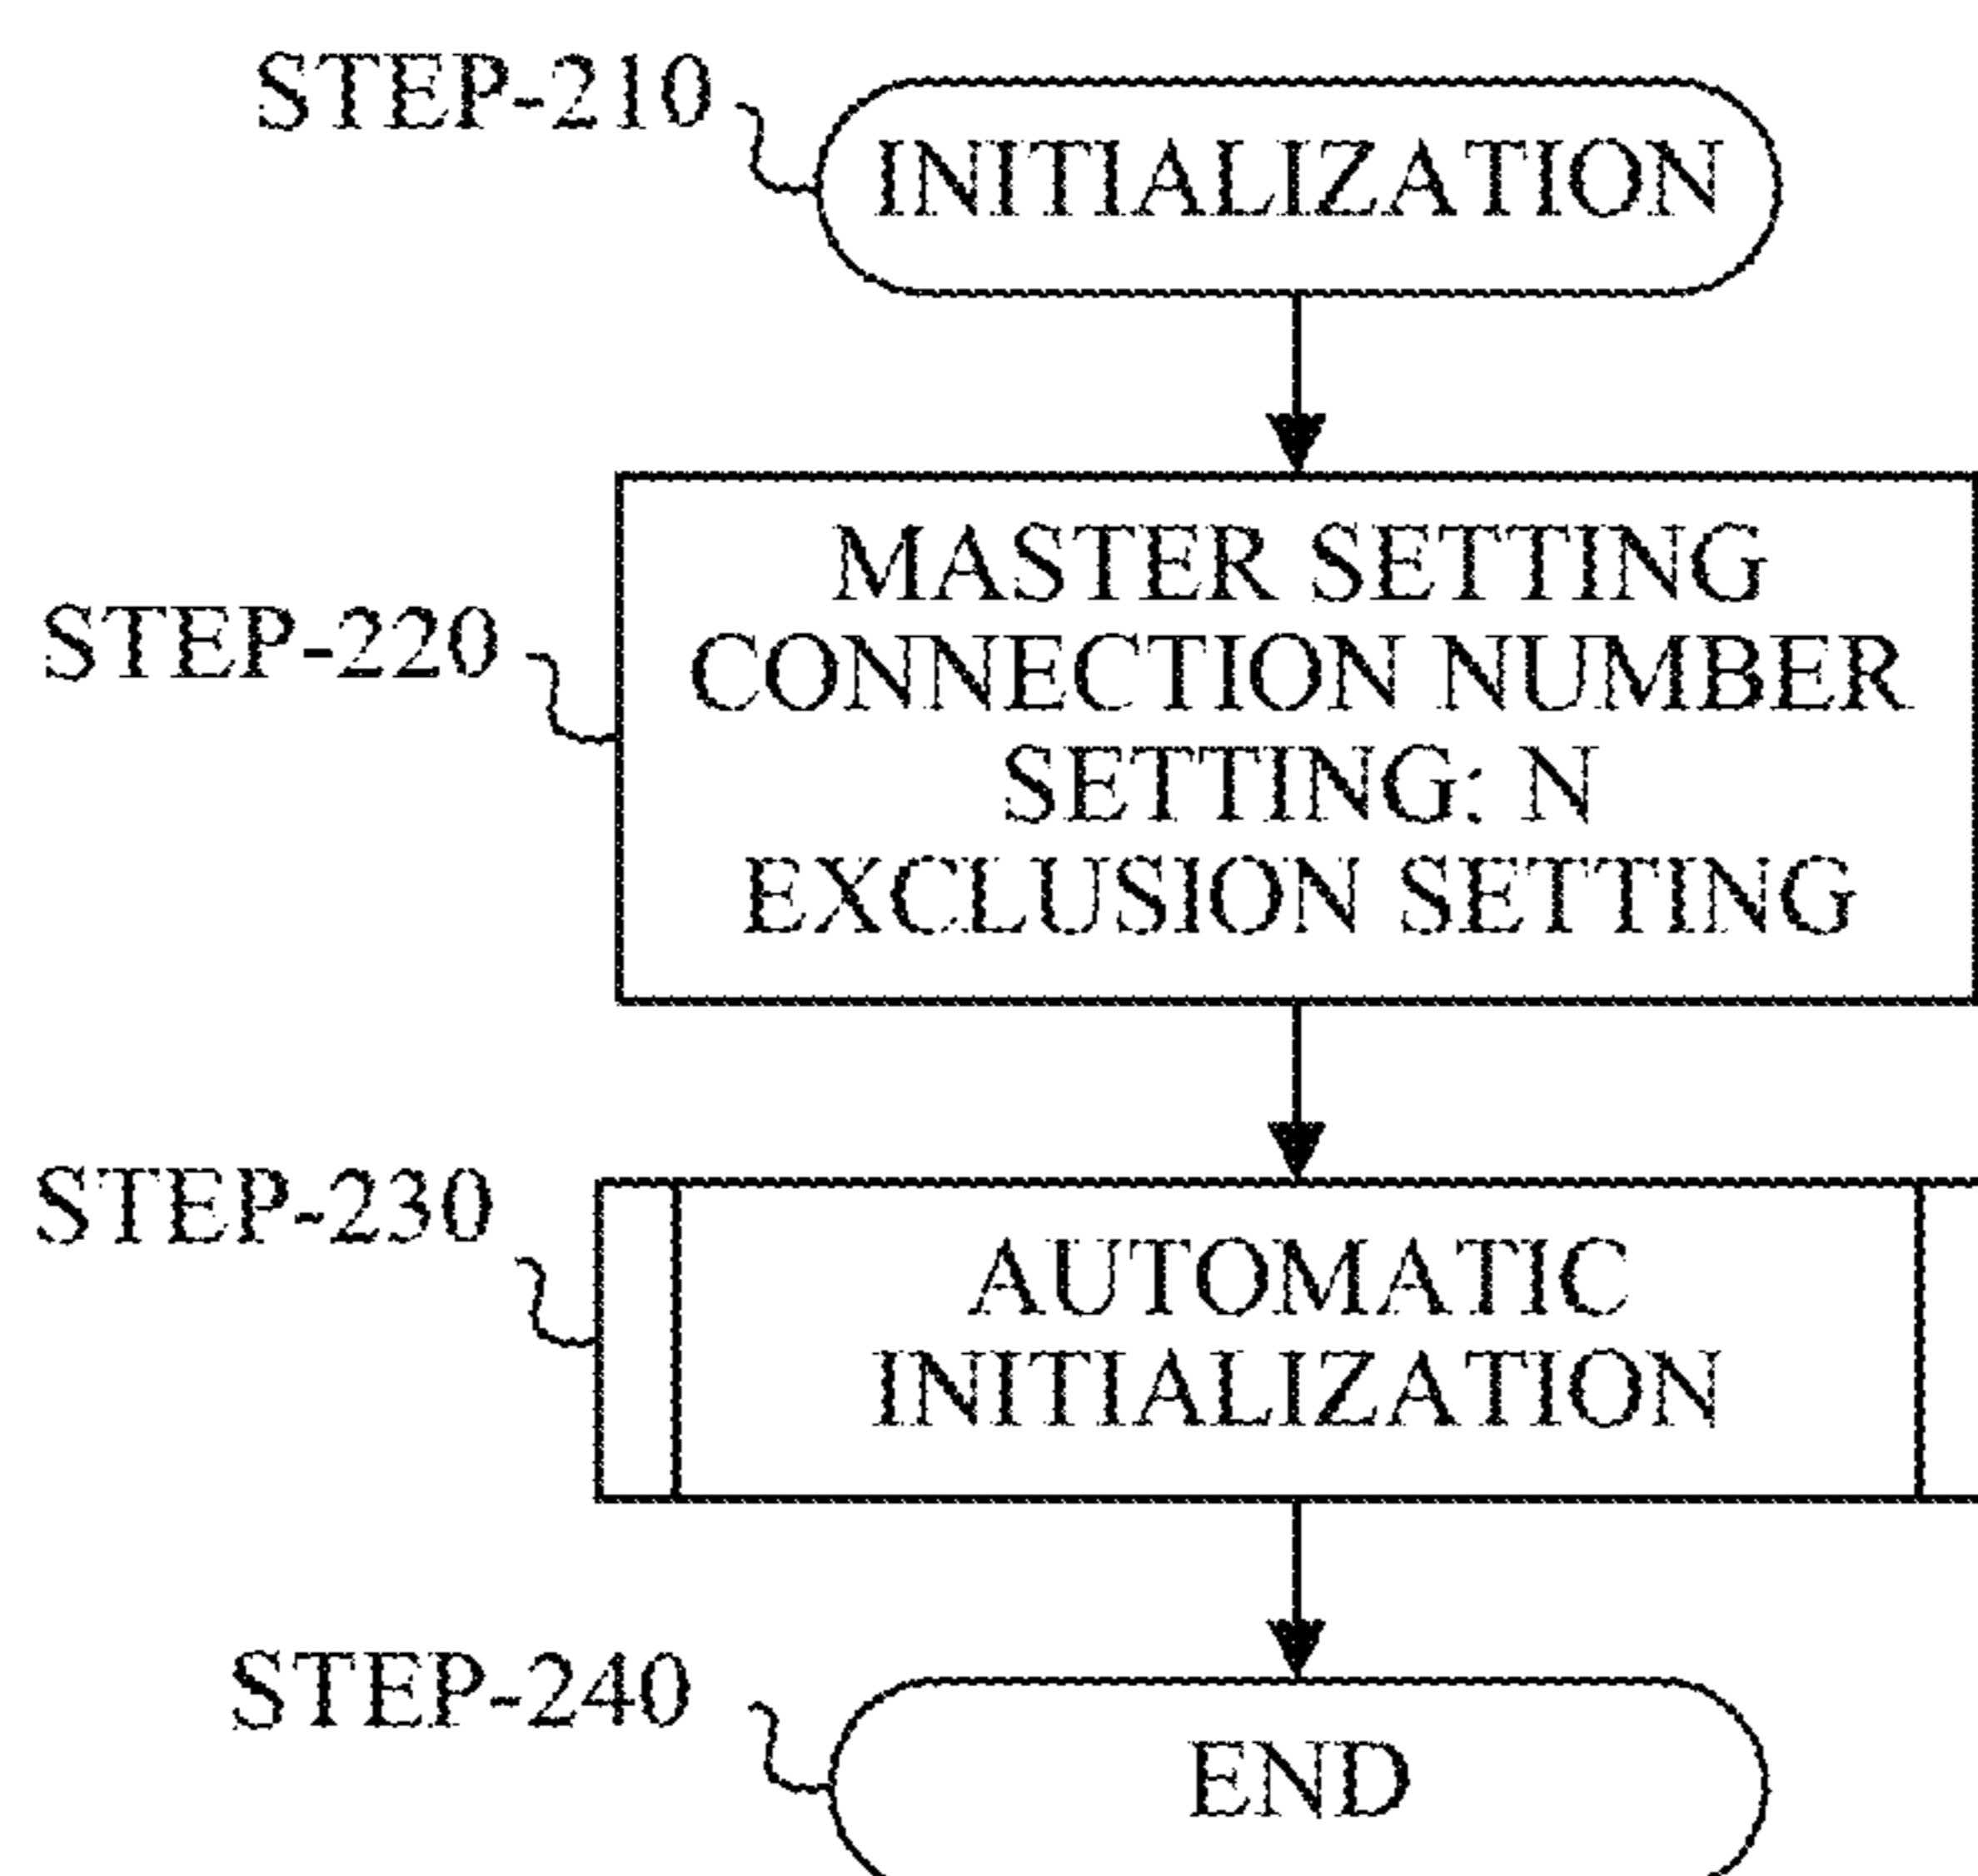 STEP-210
INITIALIZATION
STEP-220
MASTER SETTING
CONNECTION NUMBER
SETTING: N
EXCLUSION SETTING
STEP-230
AUTOMATIC
INITIALIZATION
STEP-240
END